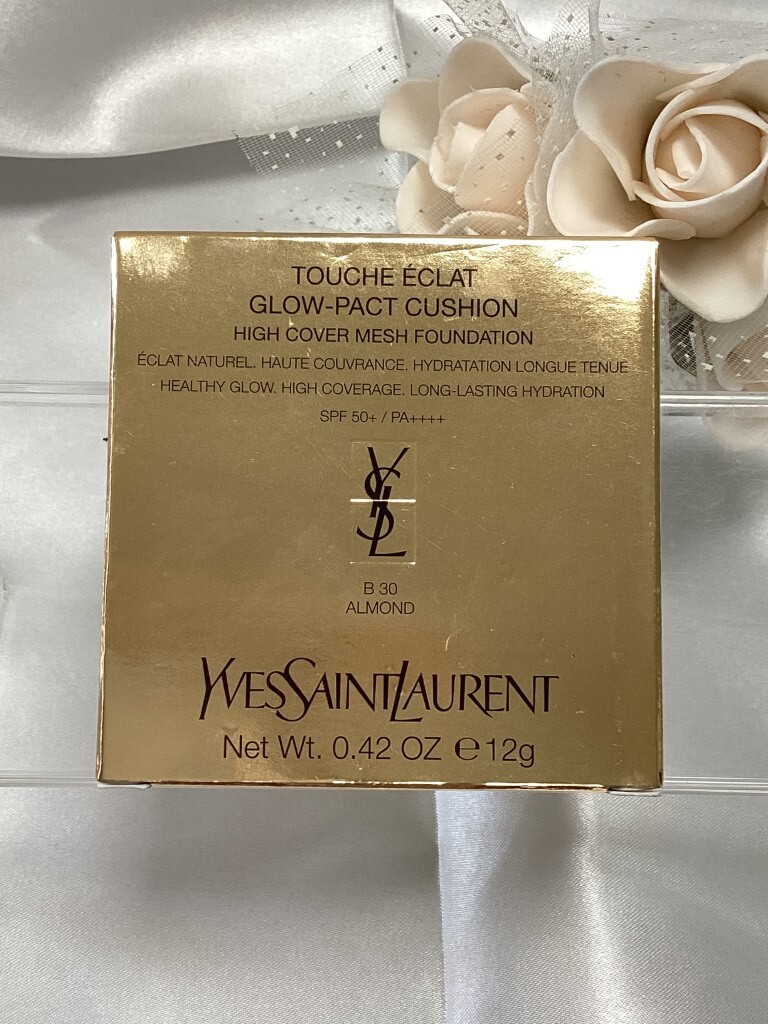 TOUCHE ÉCLAT
GLOW-PACT CUSHION
HIGH COVER MESH FOUNDATION
ÉCLAT NATUREL. HAUTE COUVRANCE. HYDRATATION LONGUE TENUE
HEALTHY GLOW. HIGH COVERAGE. LONG-LASTING HYDRATION
SPF 50+ / PA++++
YSL
B 30
ALMOND
YVESSAINTLAURENT
Net Wt. 0.42 OZ ℮ 12g